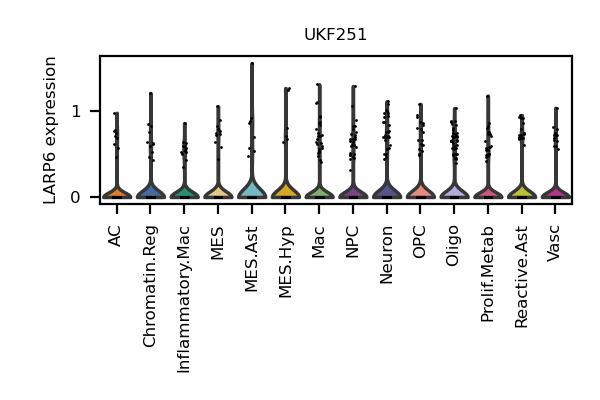 UKF251
LARP6 expression
1
0
AC
Chromatin.Reg
Inflammatory.Mac
MES
MES.Ast
MES.Hyp
Mac
NPC
Neuron
OPC
Oligo
Prolif.Metab
Reactive.Ast
Vasc